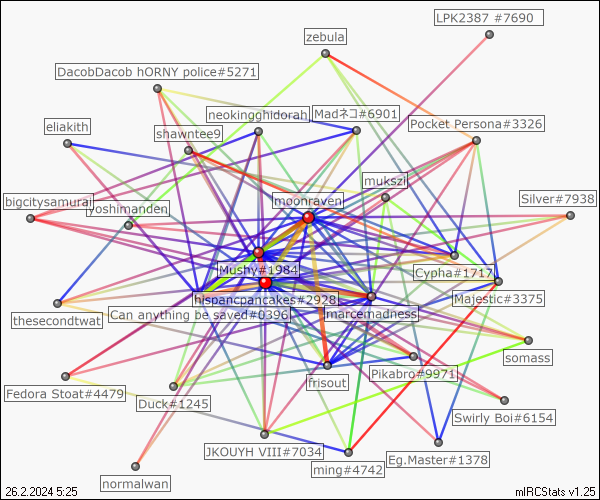 LPK2387 #7690
zebula
DacobDacob hORNY police#5271
neokingghidorah
Madネコ#6901
Pocket Persona#3326
eliakith
shawntee9
mukszi
bigcitysamurai
yoshimanden
moonraven
Silver#7938
Mushy#1984
Cypha#1717
hispancpancakes#2928
Majestic#3375
thesecondtwat
Can anything be saved#0396
marcemadness
somass
frisout
Pikabro#9971
Fedora Stoat#4479
Duck#1245
Swirly Boi#6154
JKOUYH VIII#7034
Eg.Master#1378
ming#4742
normalwan
26.2.2024 5:25
mIRCStats v1.25